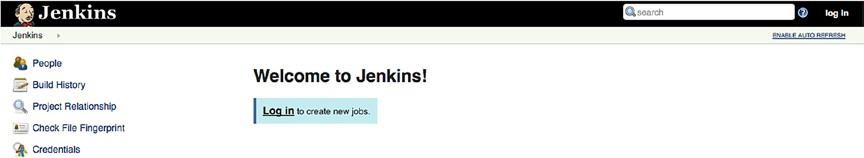 Jenkins
search
log in
Jenkins
ENABLE AUTO REFRESH
People
Build History
Project Relationship
Check File Fingerprint
Credentials
Welcome to Jenkins!
Log in to create new jobs.